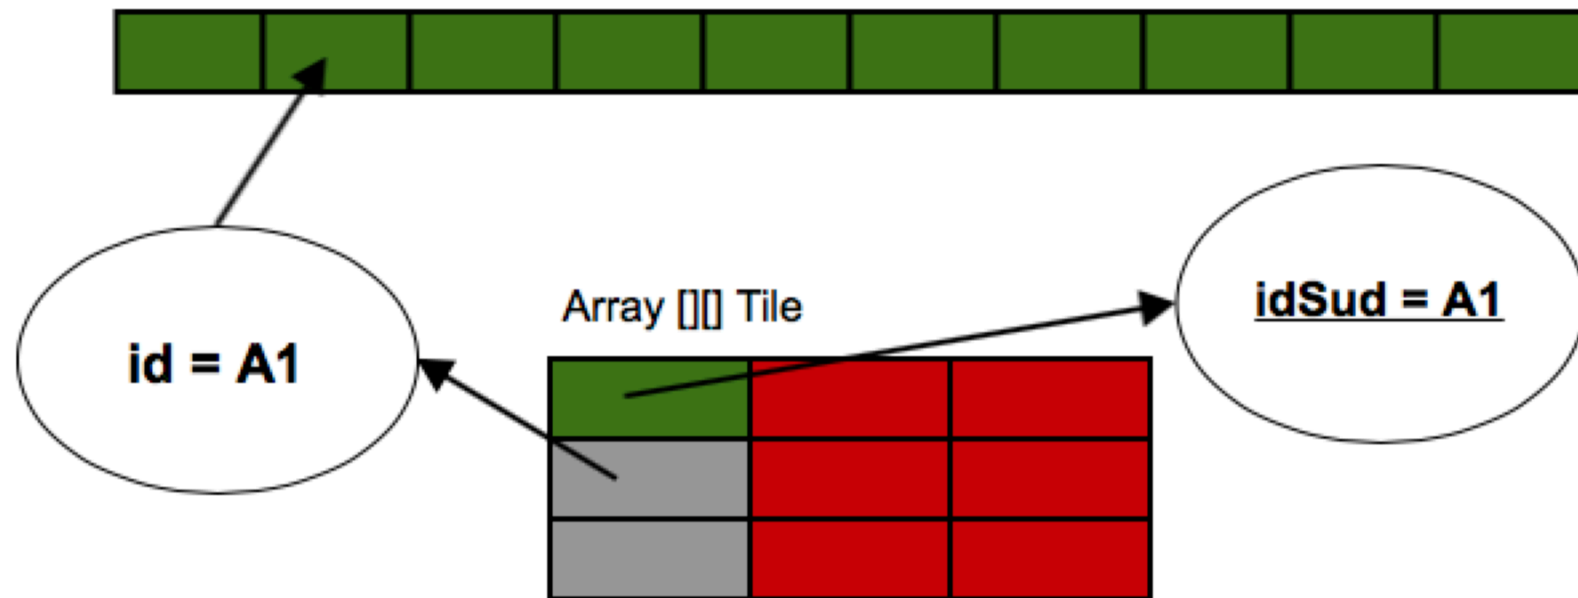 idSud = A1
Array [][] Tile
id = A1